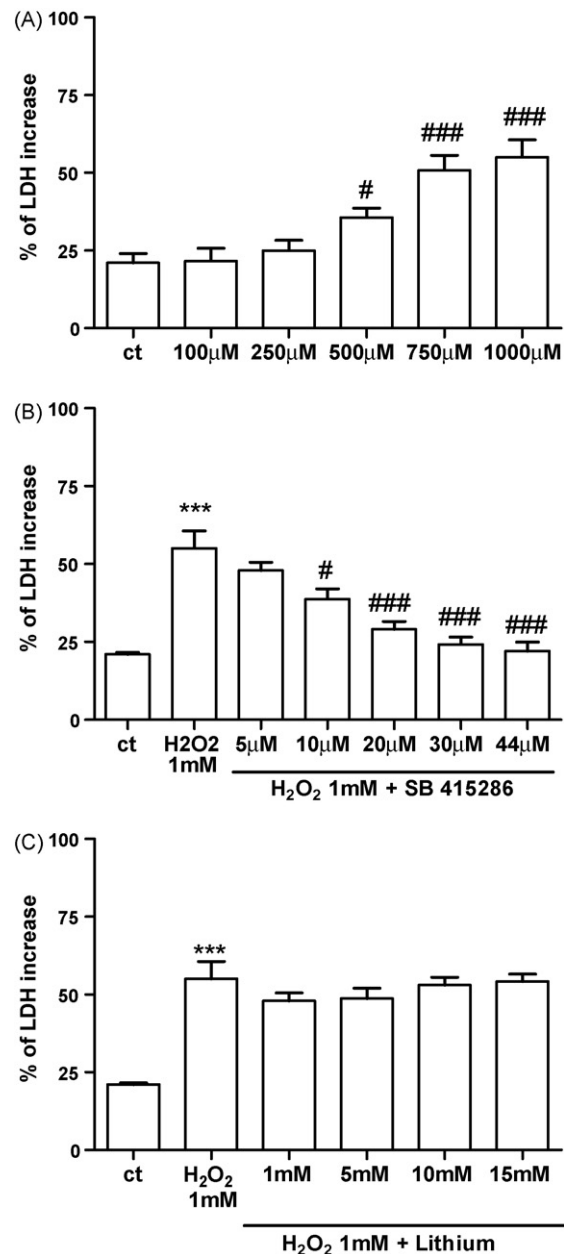 (A)
100
75
50
25
0
% of LDH increase
#
###
###
ct 100μM 250μM 500μM 750μM 1000μM
(B)
100
75
50
25
0
% of LDH increase
***
#
###
###
###
ct H2O2 1mM 5μM 10μM 20μM 30μM 44μM
H₂O₂ 1mM + SB 415286
(C)
100
75
50
25
0
% of LDH increase
***
ct H₂O₂ 1mM 1mM 5mM 10mM 15mM
H₂O₂ 1mM + Lithium